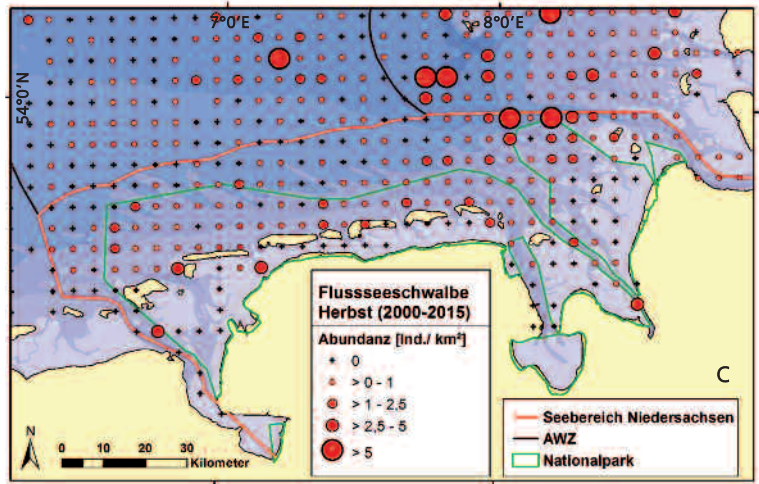 7°0'E 8°0'E
54°0'N
Flussseeschwalbe
Herbst (2000-2015)
Abundanz [Ind./ km²]
0
> 0 - 1
> 1 - 2,5
> 2,5 - 5
> 5
C
Seebereich Niedersachsen
AWZ
Nationalpark
N
0 10 20 30
Kilometer